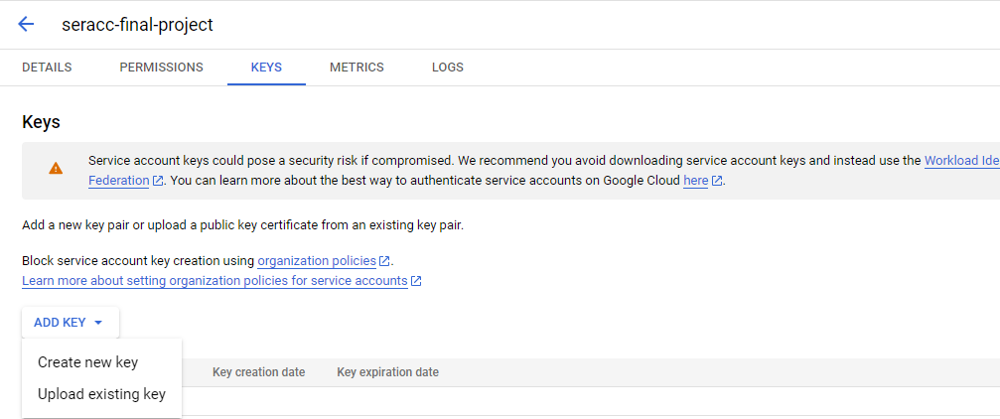 seracc-final-project
DETAILS PERMISSIONS KEYS METRICS LOGS
Keys
Service account keys could pose a security risk if compromised. We recommend you avoid downloading service account keys and instead use the Workload Ide
Federation. You can learn more about the best way to authenticate service accounts on Google Cloud here.
Add a new key pair or upload a public key certificate from an existing key pair.
Block service account key creation using organization policies.
Learn more about setting organization policies for service accounts
ADD KEY
Create new key
Upload existing key
Key creation date Key expiration date